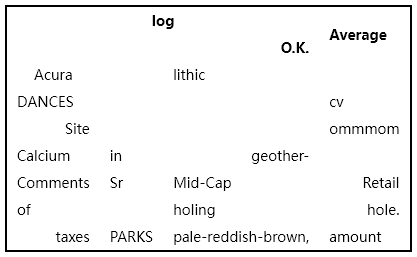 log
Average
O.K.
Acura lithic
DANCES cv
Site ommmom
Calcium in geother-
Comments Sr Mid-Cap Retail
of holing hole.
taxes PARKS pale-reddish-brown, amount